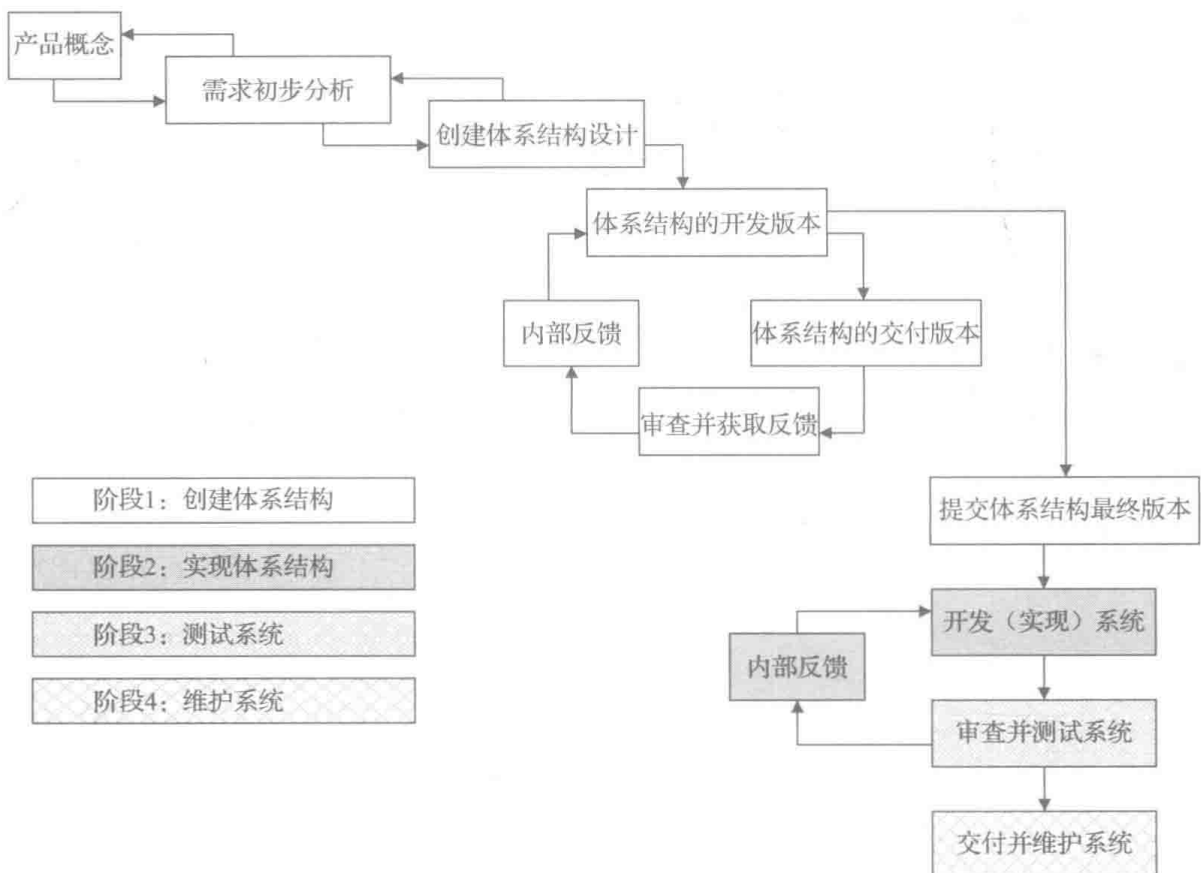 产品概念
需求初步分析
创建体系结构设计
体系结构的开发版本
内部反馈
体系结构的交付版本
审查并获取反馈
阶段1：创建体系结构
提交体系结构最终版本
阶段2：实现体系结构
开发（实现）系统
阶段3：测试系统
内部反馈
阶段4：维护系统
审查并测试系统
交付并维护系统